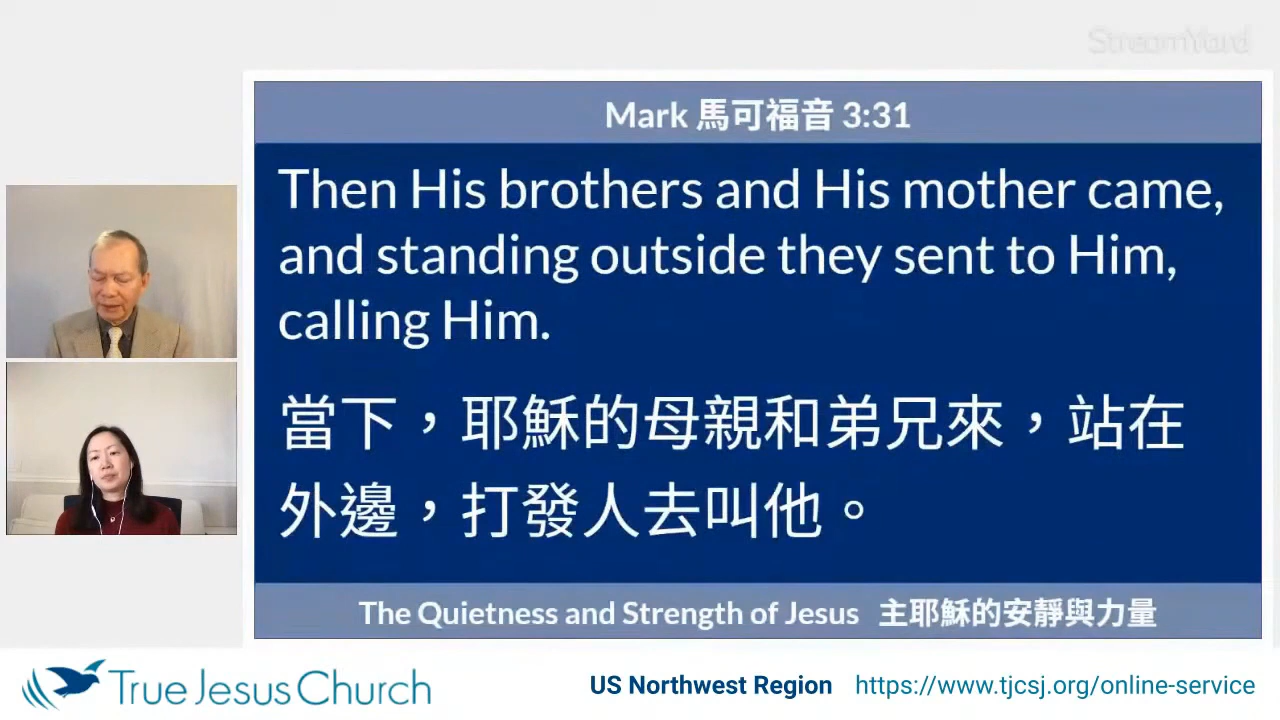 StreamYard
Mark 馬可福音 3:31
Then His brothers and His mother came,
and standing outside they sent to Him,
calling Him.
當下，耶穌的母親和弟兄來，站在
外邊，打發人去叫他。
The Quietness and Strength of Jesus 主耶穌的安靜與力量
True Jesus Church
US Northwest Region https://www.tjcsj.org/online-service